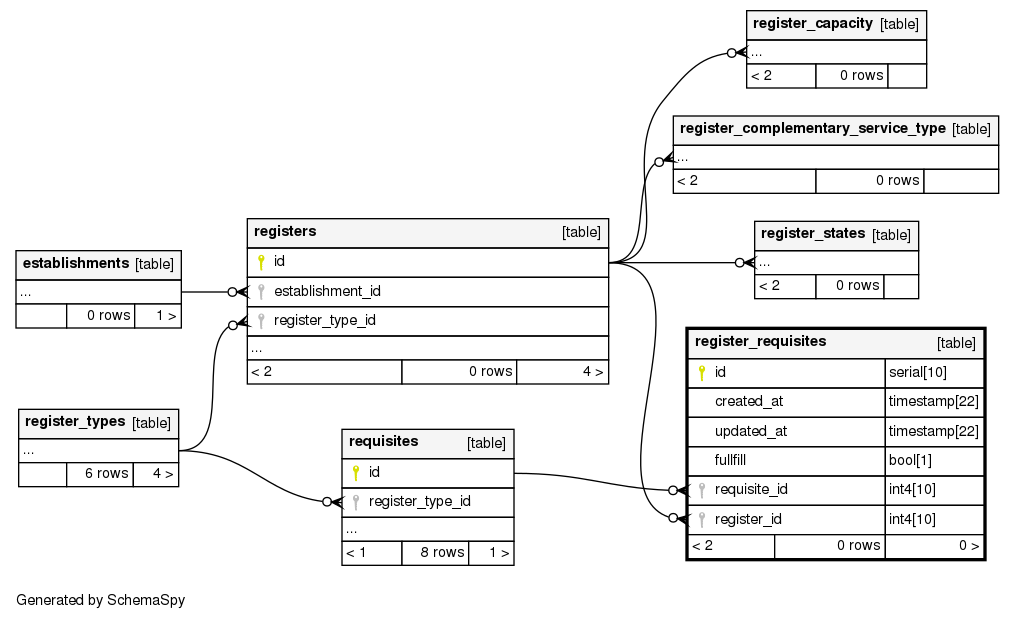 register_capacity [table]
...
< 2 0 rows
register_complementary_service_type [table]
...
< 2 0 rows
registers [table]
id
establishment_id
register_type_id
...
< 2 0 rows 4 >
establishments [table]
...
0 rows 1 >
register_states [table]
...
< 2 0 rows
register_requisites [table]
id serial[10]
created_at timestamp[22]
updated_at timestamp[22]
fullfill bool[1]
requisite_id int4[10]
register_id int4[10]
< 2 0 rows 0 >
register_types [table]
...
6 rows 4 >
requisites [table]
id
register_type_id
...
< 1 8 rows 1 >
Generated by SchemaSpy